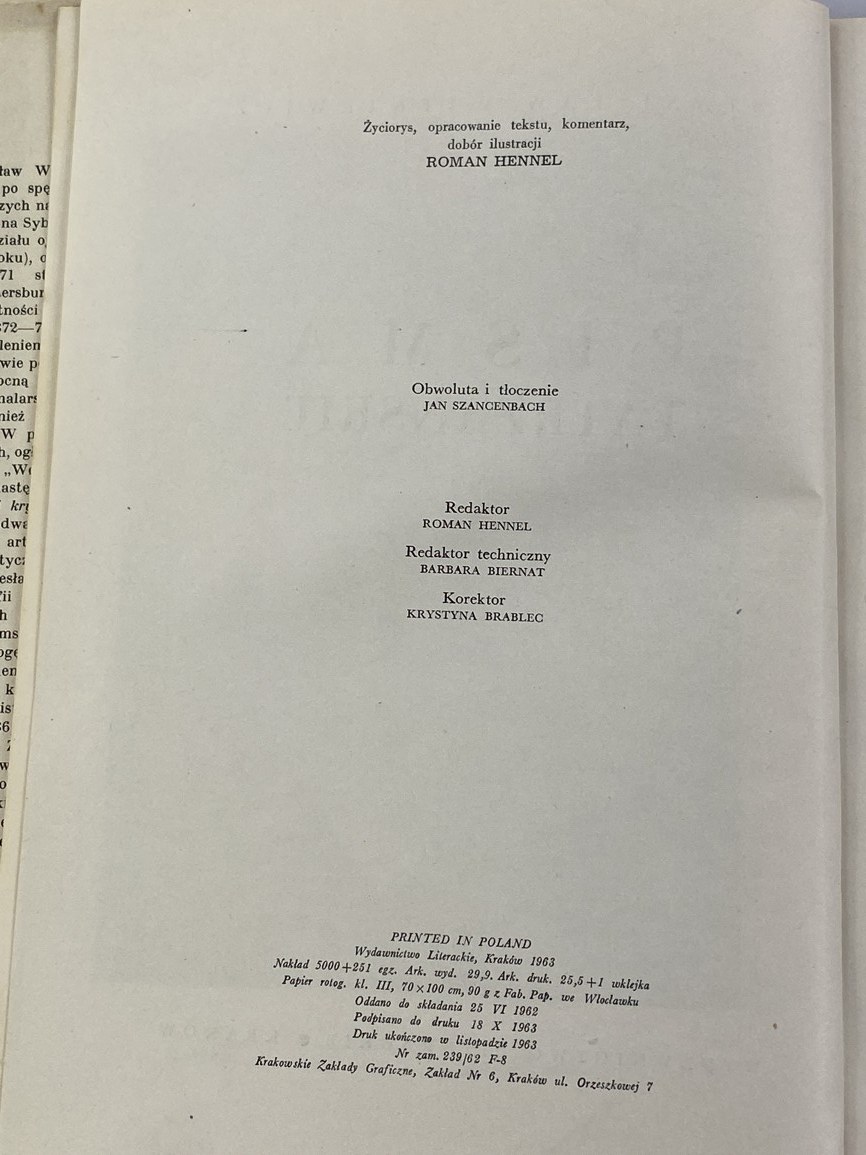 Życiorys, opracowanie tekstu, komentarz,
dobór ilustracji
ROMAN HENNEL
Obwoluta i tłoczenie
JAN SZANCENBACH
Redaktor
ROMAN HENNEL
Redaktor techniczny
BARBARA BIERNAT
Korektor
KRYSTYNA BRABLEC
PRINTED IN POLAND
Wydawnictwo Literackie, Kraków 1963
Nakład 5000+251 egz. Ark. wyd. 29,9. Ark. druk. 25,5+1 wklejka
Papier rotog. kl. III, 70×100 cm, 90 g z Fab. Pap. we Włocławku
Oddano do składania 25 VI 1962
Podpisano do druku 18 X 1963
Druk ukończono w listopadzie 1963
Nr zam. 239/62 F-8
Krakowskie Zakłady Graficzne, Zakład Nr 6, Kraków ul. Orzeszkowej 7